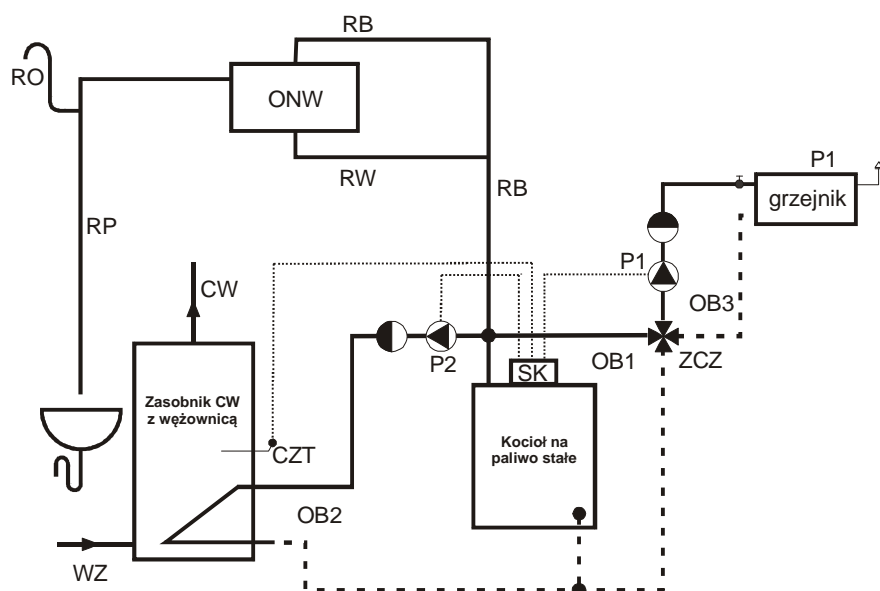 RB
RO
ONW
P1
RW
RB
grzejnik
RP
P1
CW
OB3
P2
OB1
ZCZ
SK
Zasobnik CW
z wężownicą
Kocioł na
paliwo stałe
CZT
OB2
WZ